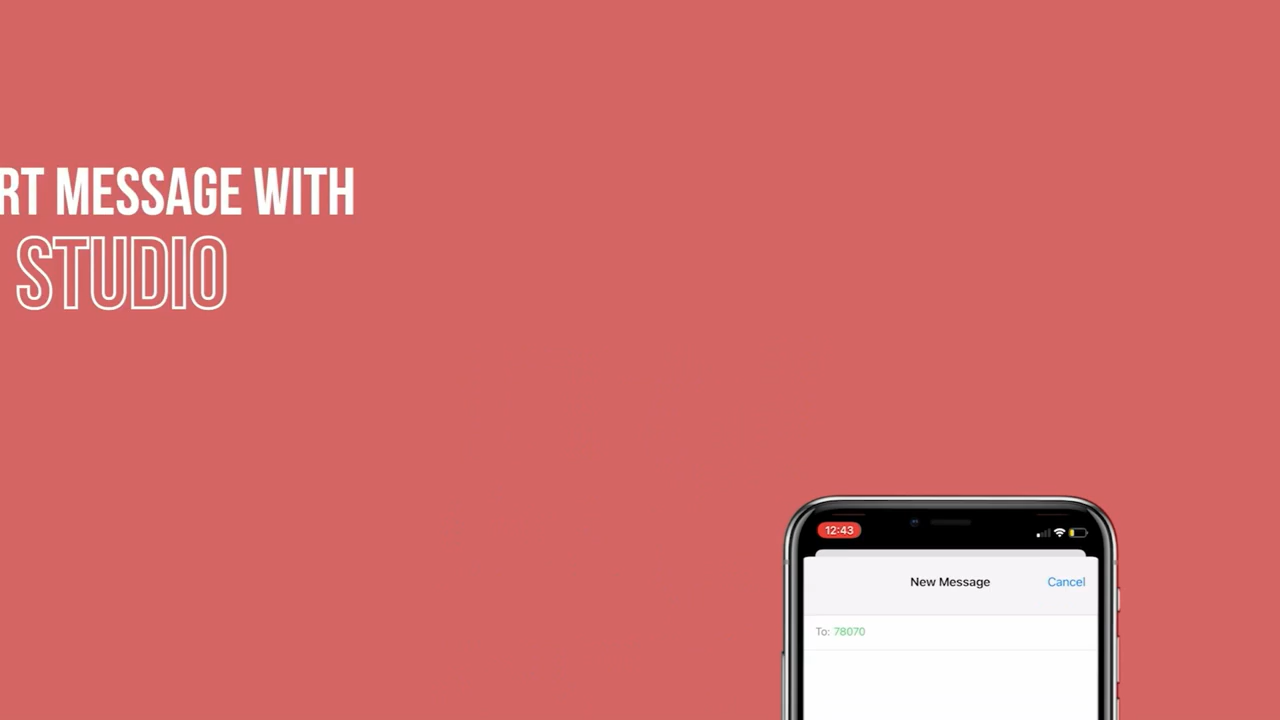 RT MESSAGE WITH
STUDIO
12:43
New Message
Cancel
To: 78070